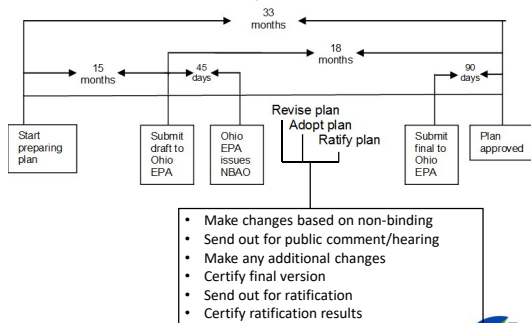 33
months
18
months
15
months
45
days
90
days
Revise plan
Adopt plan
Ratify plan
Start
preparing
plan
Submit
draft to
Ohio
EPA
Ohio
EPA
issues
NBAO
Submit
final to
Ohio
EPA
Plan
approved
• Make changes based on non-binding
• Send out for public comment/hearing
• Make any additional changes
• Certify final version
• Send out for ratification
• Certify ratification results